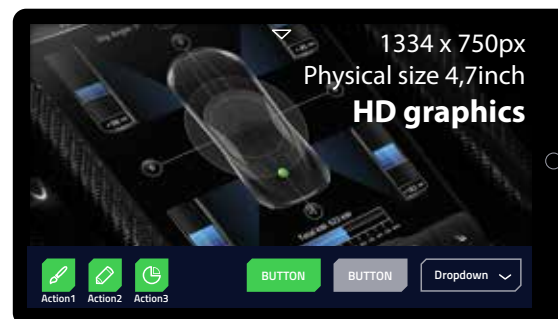 1334 x 750px
Physical size 4,7inch
HD graphics
Action1
Action2
Action3
BUTTON
BUTTON
Dropdown